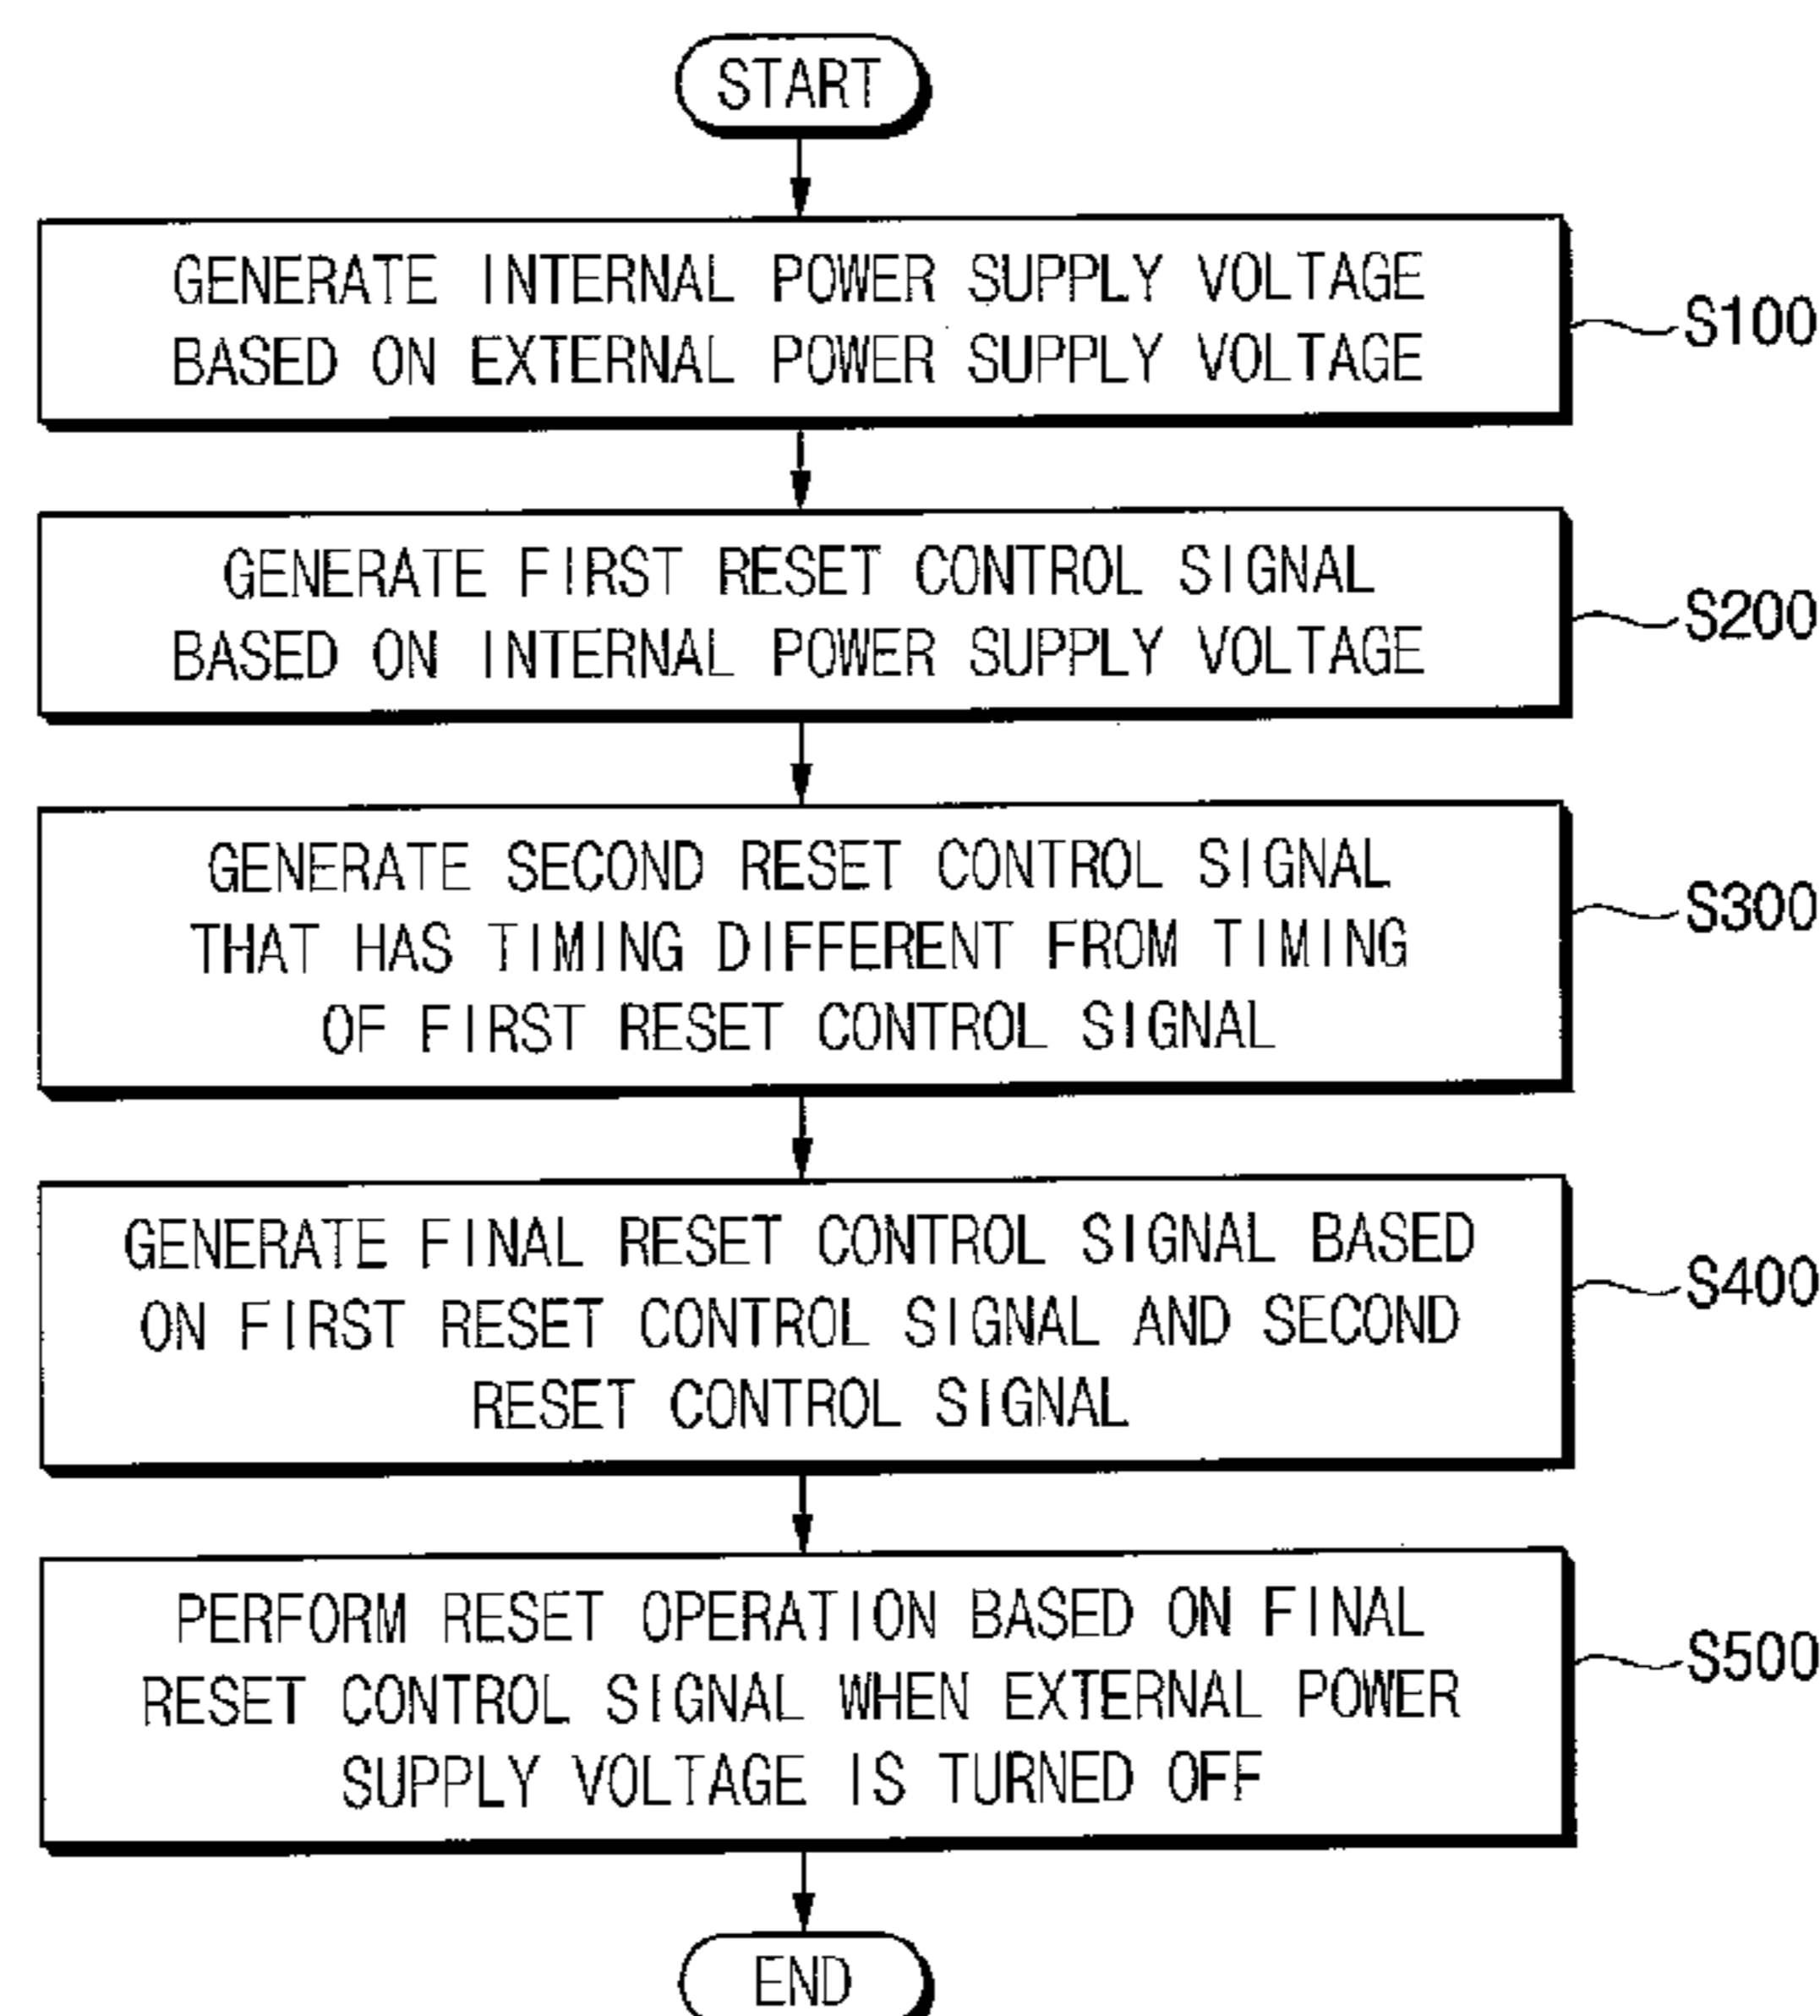 START
GENERATE INTERNAL POWER SUPPLY VOLTAGE
BASED ON EXTERNAL POWER SUPPLY VOLTAGE
S100
GENERATE FIRST RESET CONTROL SIGNAL
BASED ON INTERNAL POWER SUPPLY VOLTAGE
S200
GENERATE SECOND RESET CONTROL SIGNAL
THAT HAS TIMING DIFFERENT FROM TIMING
OF FIRST RESET CONTROL SIGNAL
S300
GENERATE FINAL RESET CONTROL SIGNAL BASED
ON FIRST RESET CONTROL SIGNAL AND SECOND
RESET CONTROL SIGNAL
S400
PERFORM RESET OPERATION BASED ON FINAL
RESET CONTROL SIGNAL WHEN EXTERNAL POWER
SUPPLY VOLTAGE IS TURNED OFF
S500
END